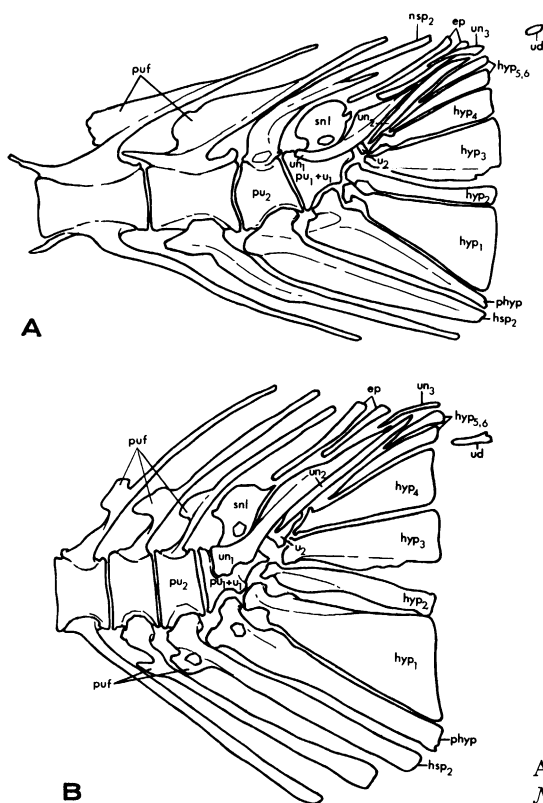 nsp2
ep
un3
ud
puf
hyp5,6
snl
un2
hyp4
un1
u2
hyp3
pu1+u1
pu2
hyp2
hyp1
phyp
hsp2
A
ep
un3
hyp5,6
ud
puf
un2
snl
hyp4
un1
u2
hyp3
pu2
pu1+u1
hyp2
hyp1
puf
phyp
hsp2
B
A